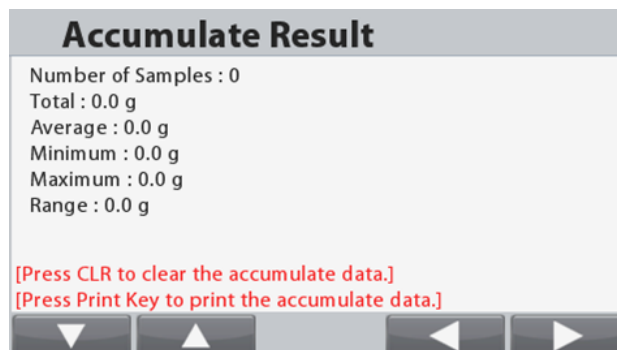 Accumulate Result
Number of Samples : 0
Total : 0.0 g
Average : 0.0 g
Minimum : 0.0 g
Maximum : 0.0 g
Range : 0.0 g
[Press CLR to clear the accumulate data.]
[Press Print Key to print the accumulate data.]